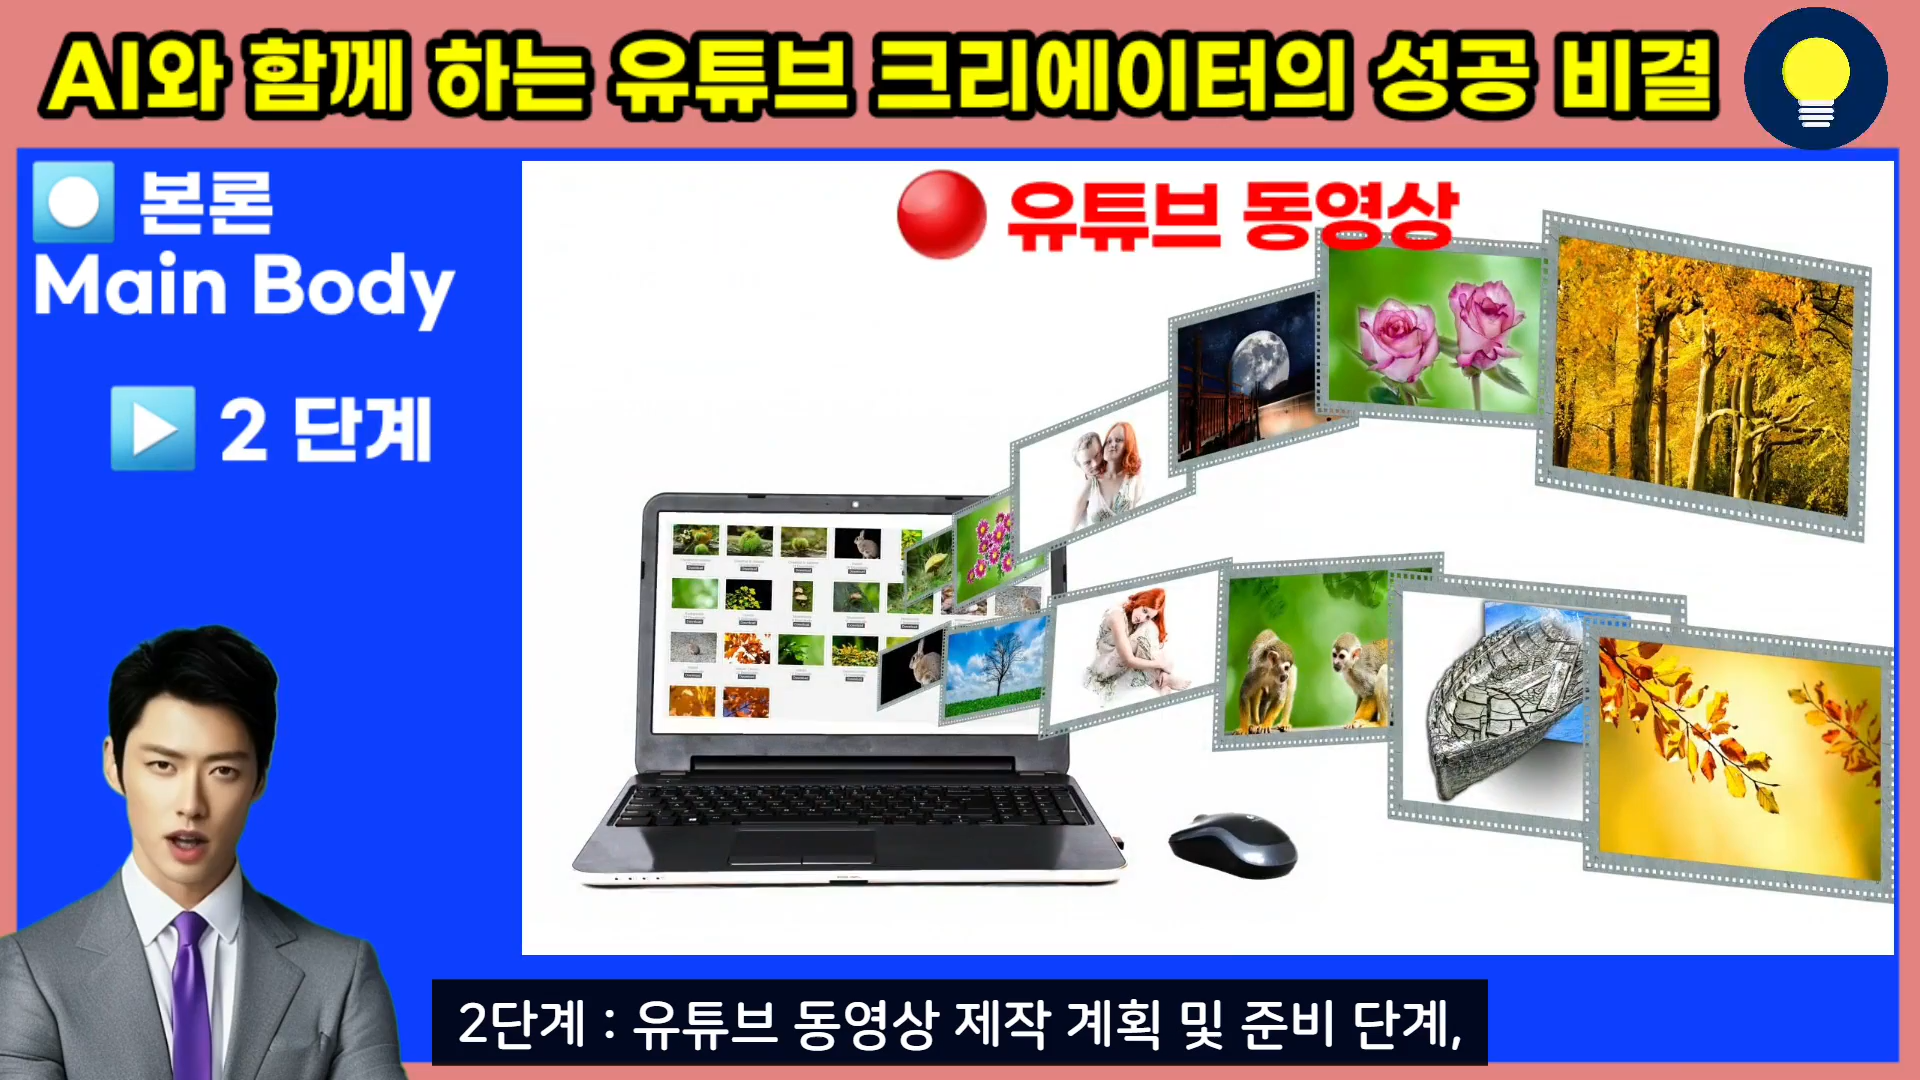 AI와 함께 하는 유튜브 크리에이터의 성공 비결
본론
Main Body
2 단계
유튜브 동영상
2단계 : 유튜브 동영상 제작 계획 및 준비 단계,